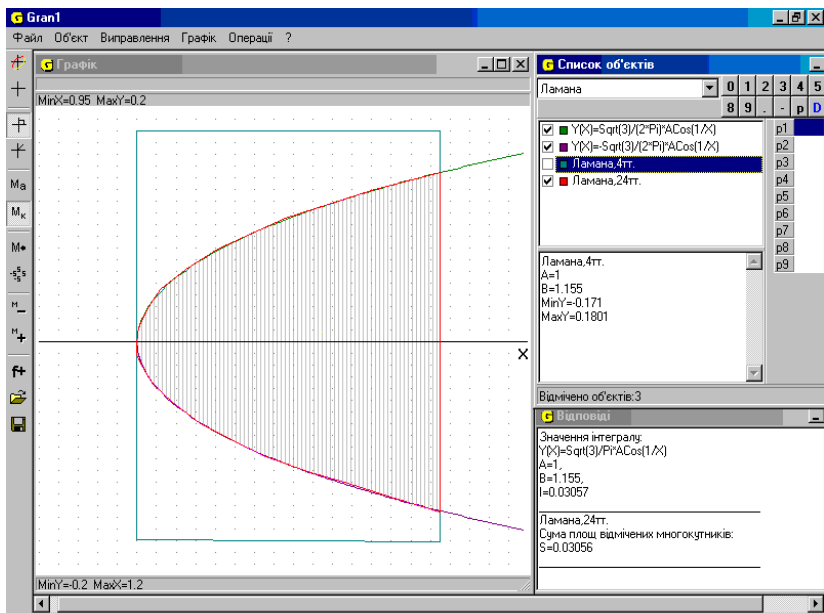 Gran1
Файл Об'єкт Виправлення Графік Операції ?
Графік
MinX=0.95 MaxY=0.2
X
MinY=-0.2 MaxX=1.2
Ma
Mк
M
M
M
f+
Список об'єктів
Ламана
0 1 2 3 4 5
8 9 . - p D
Y(X)=Sqrt(3)/(2*Pi)*ACos(1/X)
Y(X)=-Sqrt(3)/(2*Pi)*ACos(1/X)
Ламана,4тт.
Ламана,24тт.
p1
p2
p3
p4
p5
p6
p7
p8
p9
Ламана,4тт.
A=1
B=1.155
MinY=-0.171
MaxY=0.1801
Відмічено об'єктів:3
Відповіді
Значення інтегралу:
Y(X)=Sqrt(3)/Pi*ACos(1/X)
A=1,
B=1.155,
I=0.03057
Ламана,24тт.
Сума площ відмічених многокутників:
S=0.03056